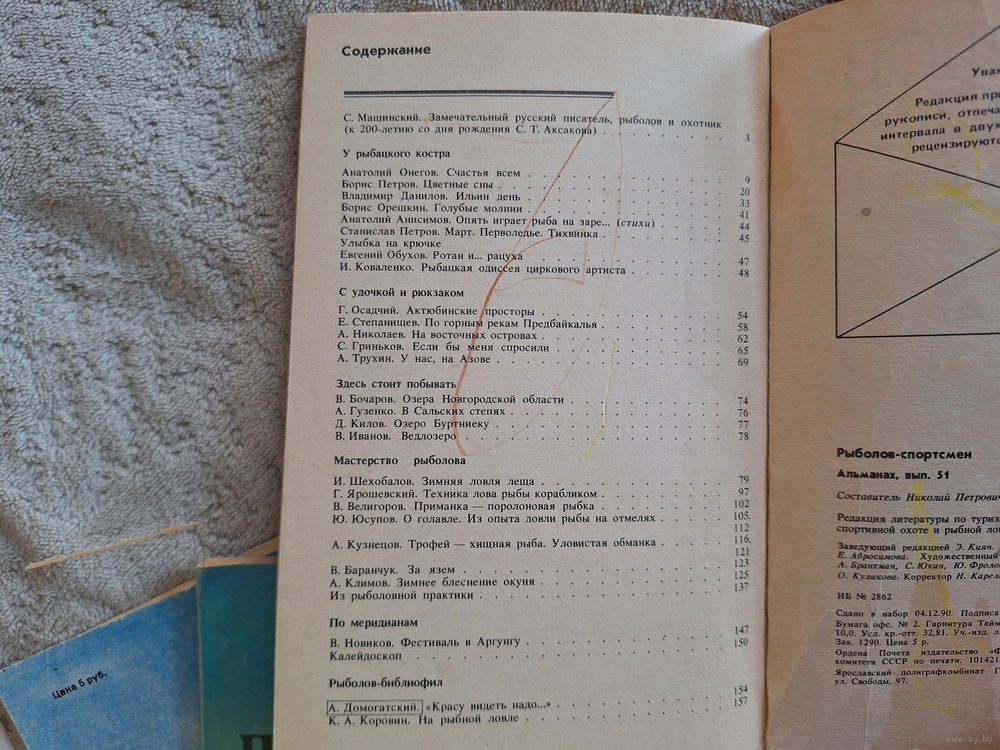 Содержание
С. Машинский. Замечательный русский писатель, рыболов и охотник
(к 200-летию со дня рождения С. Т. Аксакова) 3
У рыбацкого костра
Анатолий Онегов. Счастья всем 9
Борис Петров. Цветные сны 20
Владимир Данилов. Ильин день 33
Борис Орешкин. Голубые молнии 41
Анатолий Анисимов. Опять играет рыба на заре... (стихи) 44
Станислав Петров. Март. Перволедье. Тихвинка 45
Улыбка на крючке
Евгений Обухов. Ротан и... рацуха 47
И. Коваленко. Рыбацкая одиссея циркового артиста 48
С удочкой и рюкзаком
Г. Осадчий. Актюбинские просторы 54
Е. Степанищев. По горным рекам Предбайкалья 58
А. Николаев. На восточных островах 62
С. Гриньков. Если бы меня спросили 65
А. Трухин. У нас, на Азове 69
Здесь стоит побывать
В. Бочаров. Озера Новгородской области 74
А. Гузенко. В Сальских степях 76
Д. Килов. Озеро Буртниеку 77
В. Иванов. Ведлозеро 78
Мастерство рыболова
И. Шехобалов. Зимняя ловля леща 79
Г. Ярошевский. Техника лова рыбы корабликом 97
В. Велигоров. Приманка — поролоновая рыбка 102
Ю. Юсупов. О голавле. Из опыта ловли рыбы на отмелях 105,
112
А. Кузнецов. Трофей — хищная рыба. Уловистая обманка 116,
121
В. Баранчук. За язем 123
А. Климов. Зимнее блеснение окуня 125
Из рыболовной практики 137
По меридианам
В. Новиков. Фестиваль в Аргунгу 147
Калейдоскоп 150
Рыболов-библиофил
А. Домогатский. «Красу видеть надо...» 154
К. А. Коровин. На рыбной ловле 157
Редакция
рукописи,
интервала в двух
Рыболов-спортсмен
Альманах, вып. 51
Составитель Николай Петрович
Редакция литературы по
спортивной охоте и рыбной
Заведующий редакцией Э. Киян.
Е. Абросимова. Художественный
А. Брантман, С. Юкин, Ю.
О. Куликова. Корректор Н.
ИБ № 2862
Сдано в набор 04.12.90.
Бумага офс. № 2. Гарнитура
10,0. Усл. кр.-отт. 32,81. Уч.-изд. л.
Зак. 1290. Цена 5 р.
Ордена Почета издательство
комитета СССР по печати. 101421
Ярославский полиграфкомбинат
ул. Свободы, 97.
Цена 5 руб.
www.ay.by